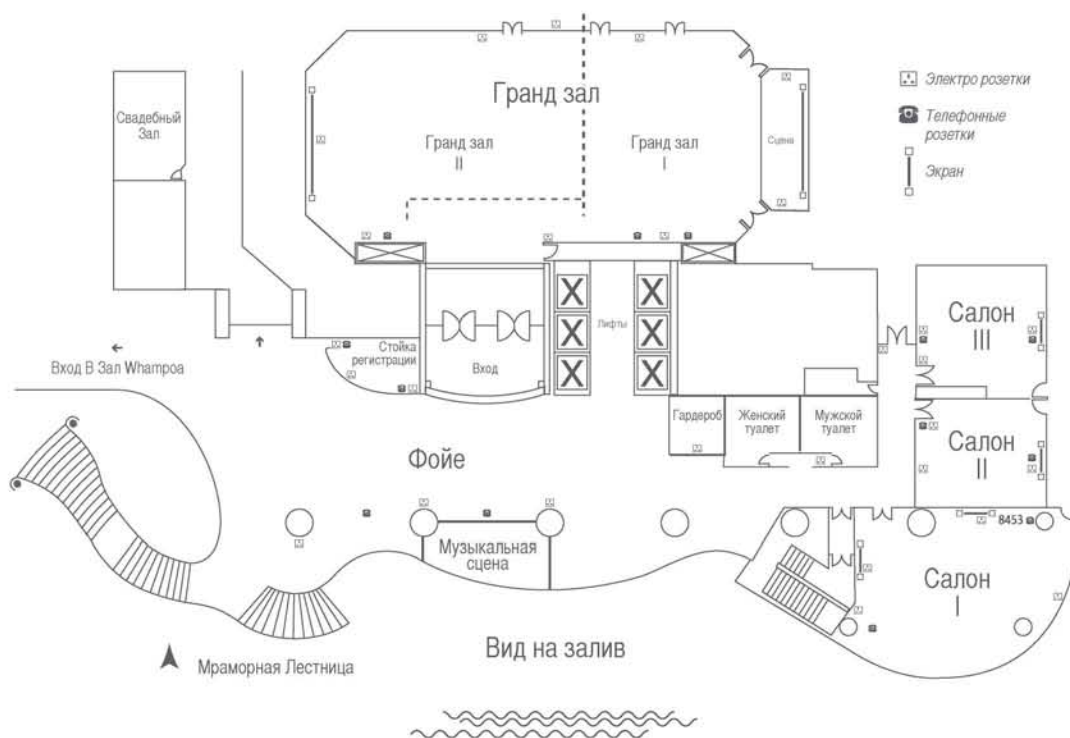 Гранд зал
Гранд зал
II
Гранд зал
I
Сцена
Электро розетки
Телефонные
розетки
Экран
Свадебный
Зал
Вход В Зал Whampoa
Стойка
регистрации
Вход
Лифты
X
X
X
X
X
X
Салон
III
Гардероб
Женский
туалет
Мужской
туалет
Салон
II
Фойе
Музыкальная
сцена
8453
Салон
I
Вид на залив
Мраморная Лестница